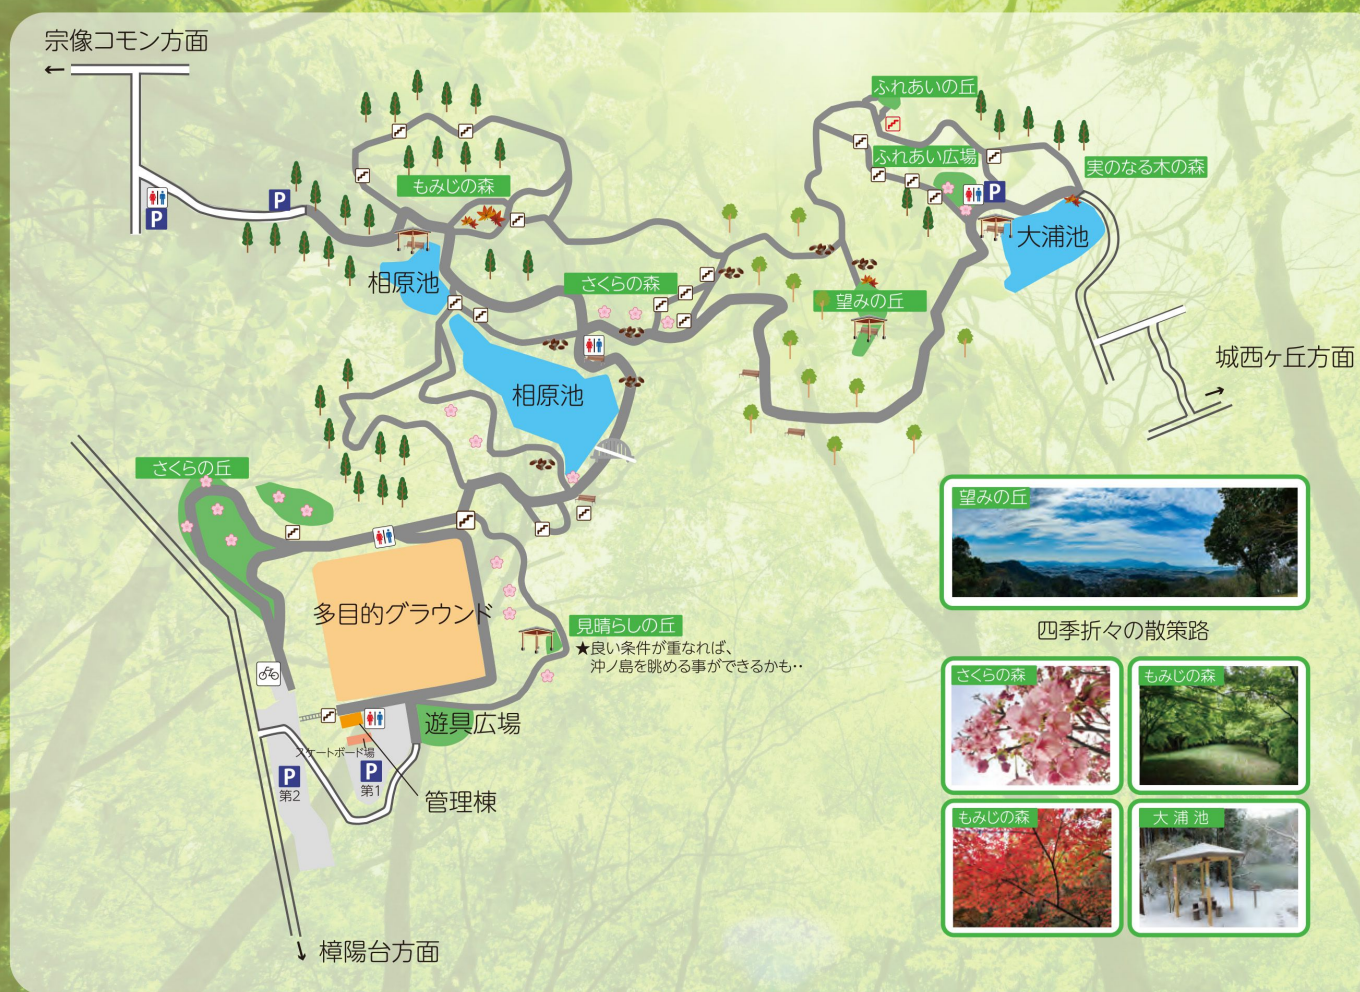 宗像コモン方面
←
ふれあいの丘
ふれあい広場
実のなる木の森
もみじの森
P
P
P
大浦池
相原池
さくらの森
望みの丘
城西ヶ丘方面
→
相原池
さくらの丘
望みの丘
多目的グラウンド
見晴らしの丘
★良い条件が重なれば、
沖ノ島を眺める事ができるかも‥
四季折々の散策路
さくらの森
もみじの森
遊具広場
スケートボード場
P
第2
P
第1
管理棟
もみじの森
大浦池
↓
樟陽台方面